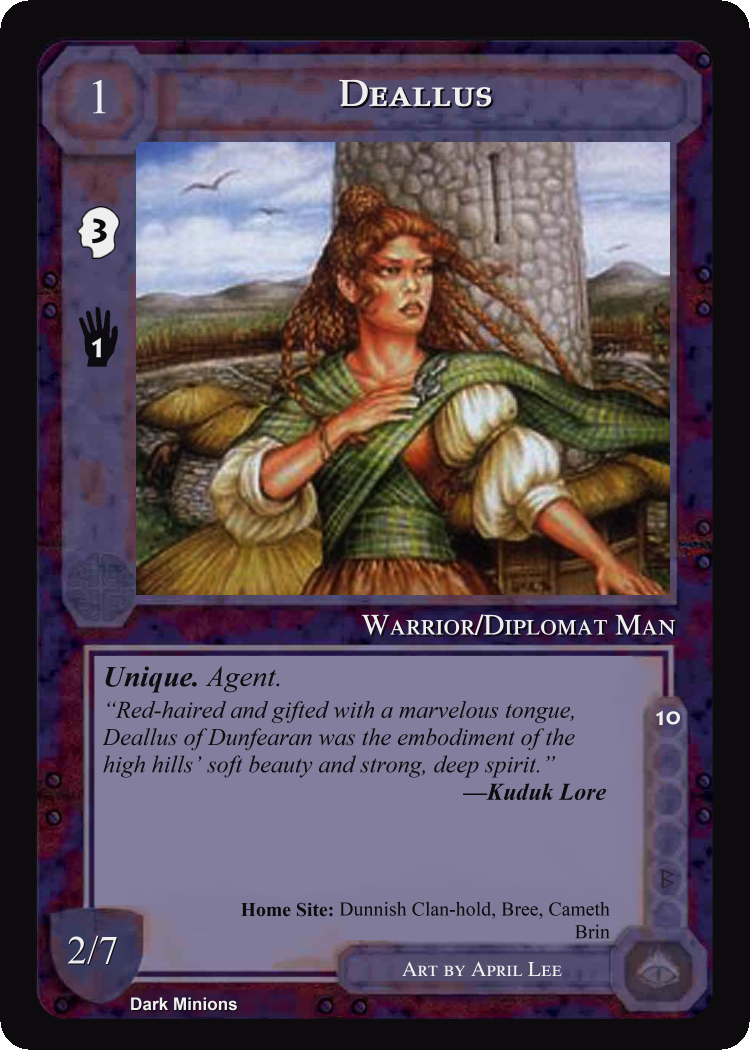 1
DEALLUS
3
1
WARRIOR/DIPLOMAT MAN
Unique. Agent.
“Red-haired and gifted with a marvelous tongue,
Deallus of Dunfearan was the embodiment of the
high hills’ soft beauty and strong, deep spirit.”
—Kuduk Lore
10
Home Site: Dunnish Clan-hold, Bree, Cameth
Brin
2/7
ART BY APRIL LEE
Dark Minions